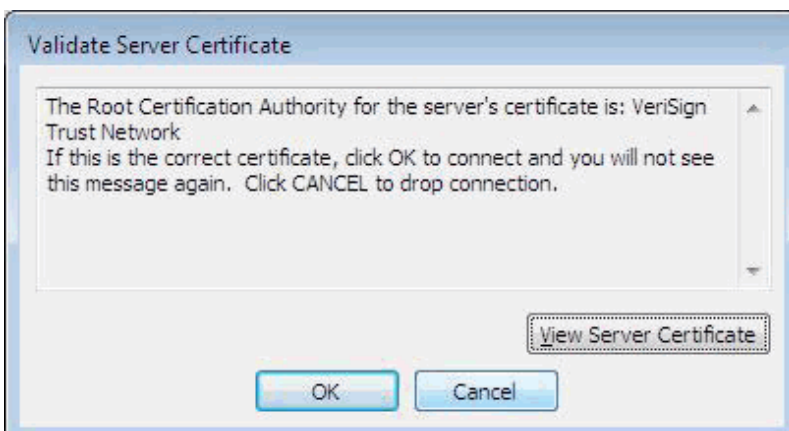 Validate Server Certificate
The Root Certification Authority for the server's certificate is: VeriSign
Trust Network
If this is the correct certificate, click OK to connect and you will not see
this message again.  Click CANCEL to drop connection.
View Server Certificate
OK
Cancel